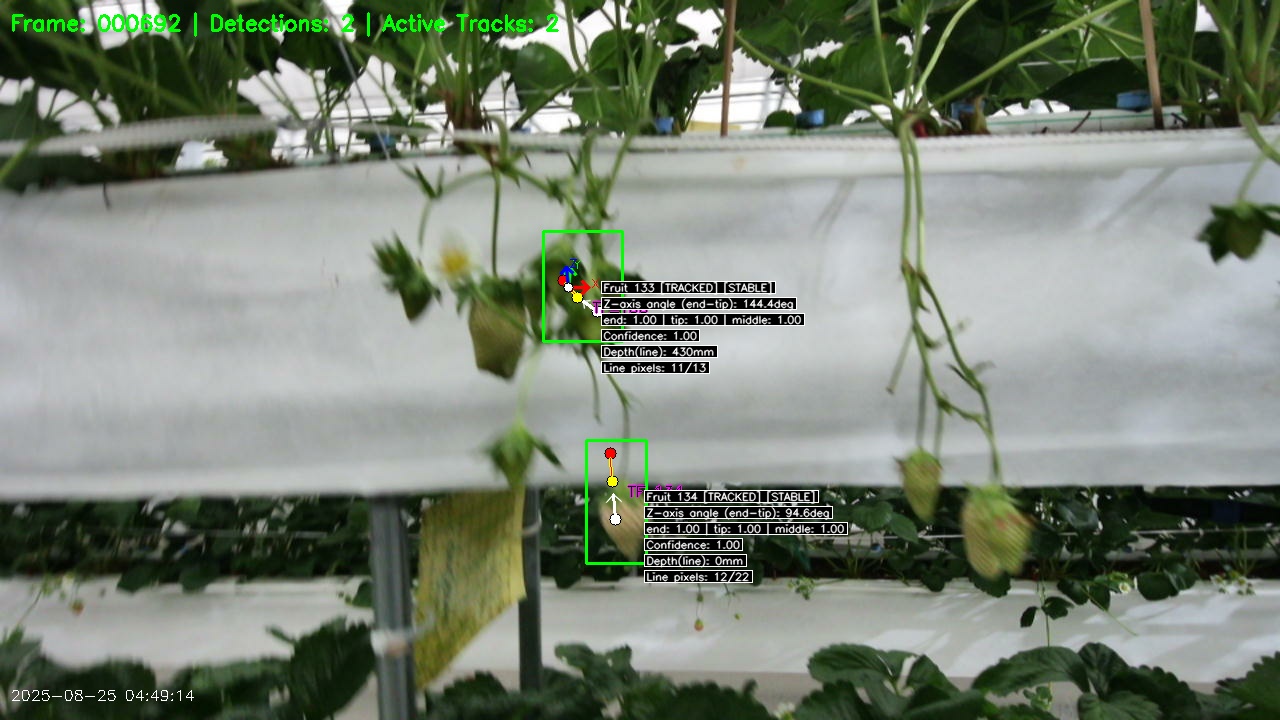 Frame: 000692 | Detections: 2 | Active Tracks: 2
Y
X
Fruit 133 [TRACKED] [STABLE]
Z-axis angle (end-tip): 144.4deg
end: 1.00 | tip: 1.00 | middle: 1.00
Confidence: 1.00
Depth(line): 430mm
Line pixels: 11/13
Fruit 134 [TRACKED] [STABLE]
Z-axis angle (end-tip): 94.6deg
end: 1.00 | tip: 1.00 | middle: 1.00
Confidence: 1.00
Depth(line): 0mm
Line pixels: 12/22
2025-08-25 04:49:14